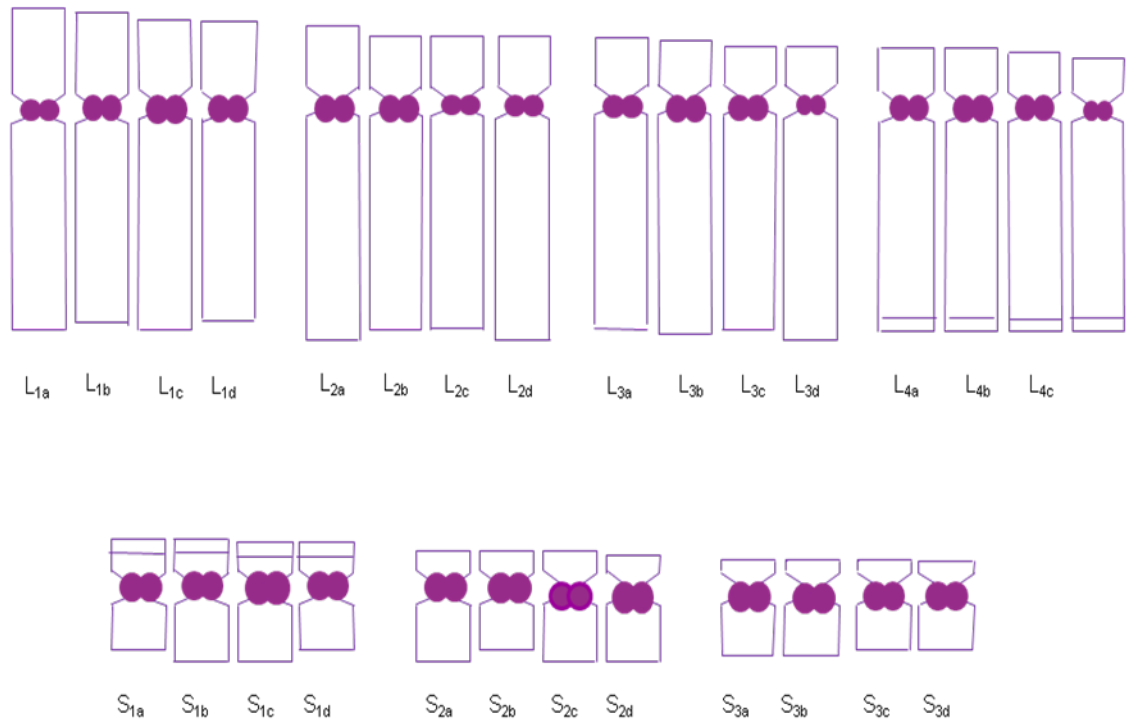 L1a L1b L1c L1d L2a L2b L2c L2d L3a L3b L3c L3d L4a L4b L4c
S1a S1b S1c S1d S2a S2b S2c S2d S3a S3b S3c S3d